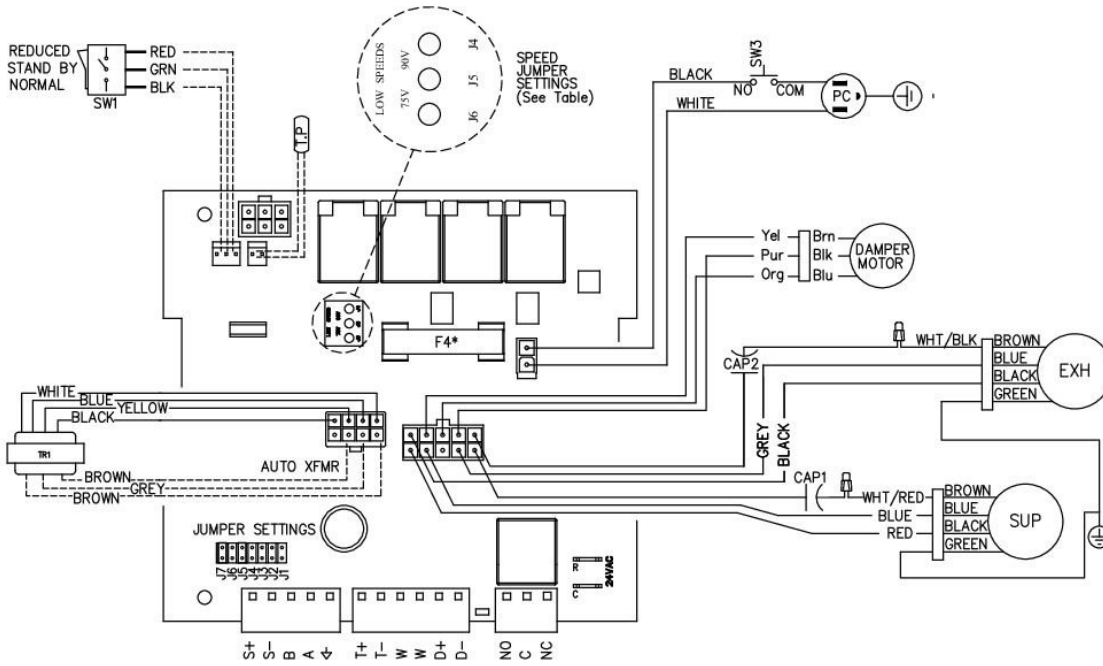 REDUCED
STAND BY
NORMAL
SW1
RED
GRN
BLK
T.P
LOW SPEEDS
90V
75V
J4
J5
J6
SPEED
JUMPER
SETTINGS
(See Table)
BLACK
WHITE
SW3
NO
COM
PC
Yel
Pur
Org
Brn
Blk
Blu
DAMPER
MOTOR
F4*
WHT/BLK
CAP2
BROWN
BLUE
BLACK
GREEN
EXH
GREY
BLACK
WHITE
BLUE
YELLOW
BLACK
TR1
AUTO XFMR
BROWN
GREY
BROWN
CAP1
WHT/RED
BLUE
RED
BROWN
BLUE
BLACK
GREEN
SUP
JUMPER SETTINGS
J7
J6
J5
J4
J3
J2
J1
R
C
24VAC
S+
S-
B
A
T+
T-
W
W
D+
D-
NO
C
NC